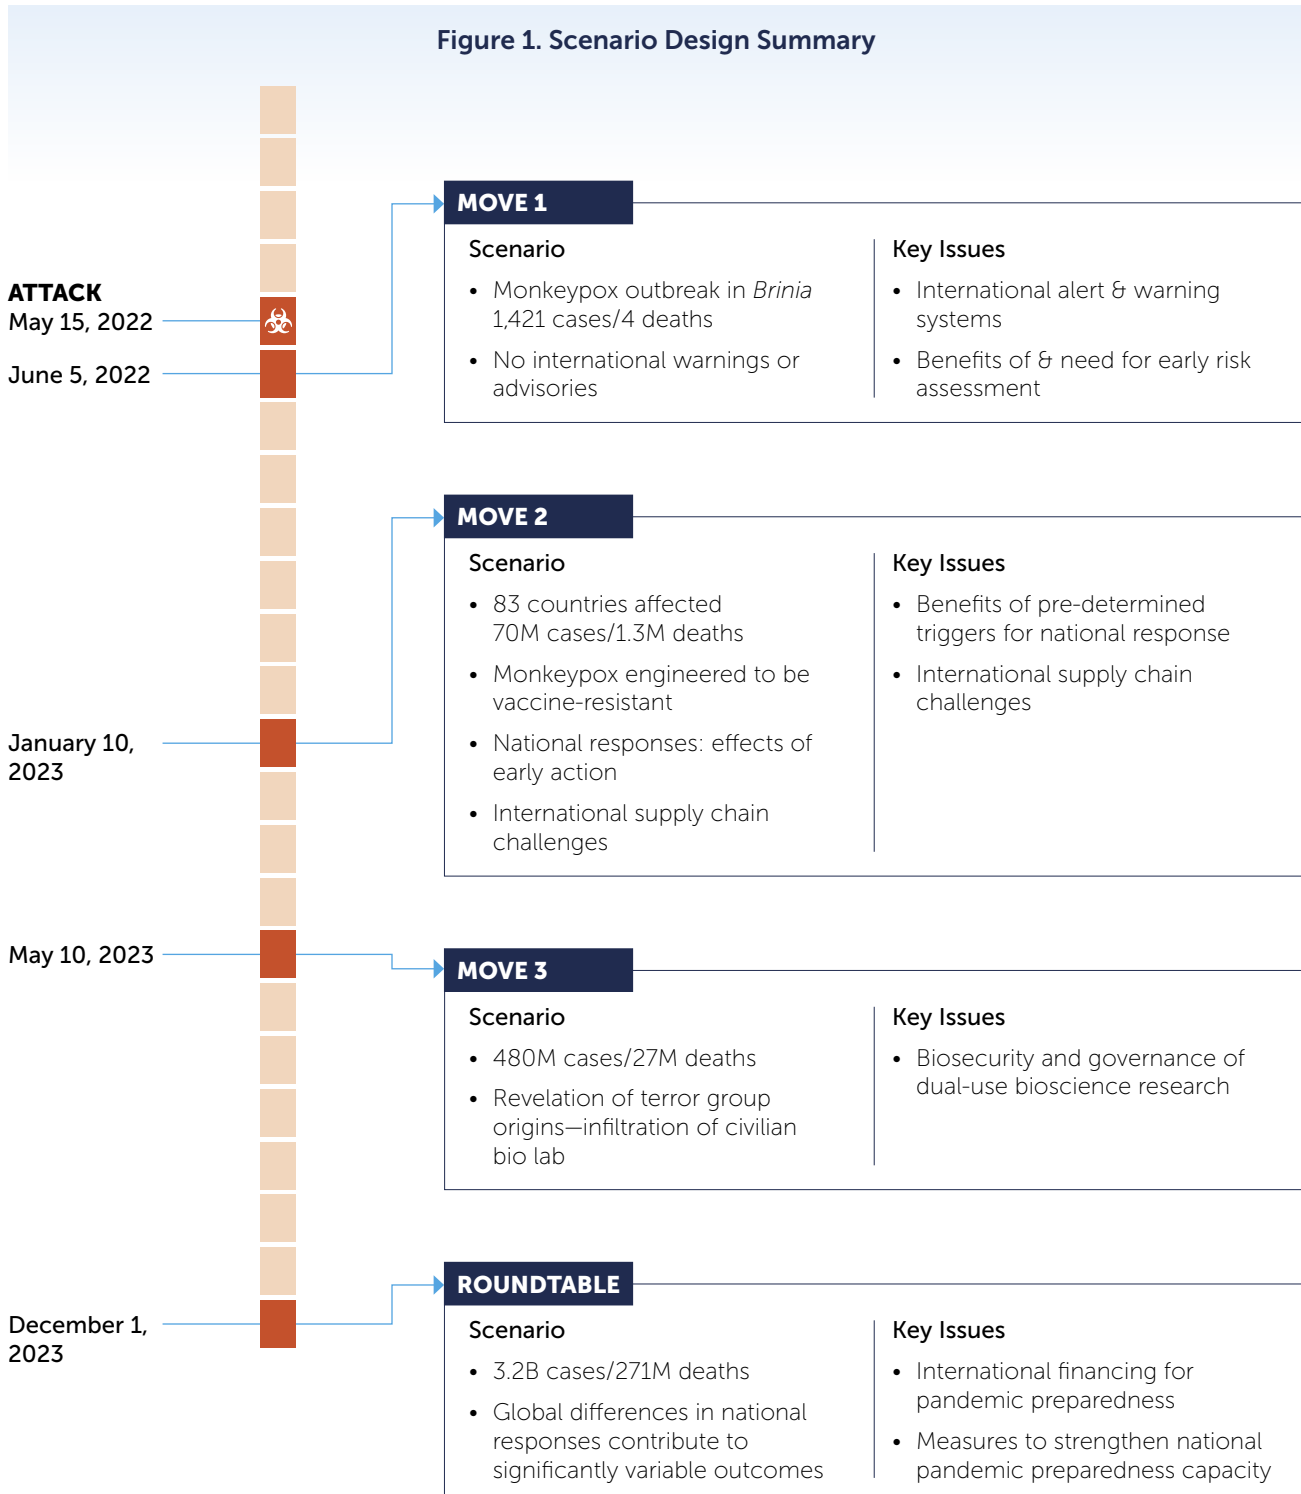 Figure 1. Scenario Design Summary
ATTACK
May 15, 2022
June 5, 2022
MOVE 1
Scenario
• Monkeypox outbreak in Brinia
1,421 cases/4 deaths
• No international warnings or
advisories
Key Issues
• International alert & warning
systems
• Benefits of & need for early risk
assessment
January 10,
2023
MOVE 2
Scenario
• 83 countries affected
70M cases/1.3M deaths
• Monkeypox engineered to be
vaccine-resistant
• National responses: effects of
early action
• International supply chain
challenges
Key Issues
• Benefits of pre-determined
triggers for national response
• International supply chain
challenges
May 10, 2023
MOVE 3
Scenario
• 480M cases/27M deaths
• Revelation of terror group
origins—infiltration of civilian
bio lab
Key Issues
• Biosecurity and governance of
dual-use bioscience research
December 1,
2023
ROUNDTABLE
Scenario
• 3.2B cases/271M deaths
• Global differences in national
responses contribute to
significantly variable outcomes
Key Issues
• International financing for
pandemic preparedness
• Measures to strengthen national
pandemic preparedness capacity